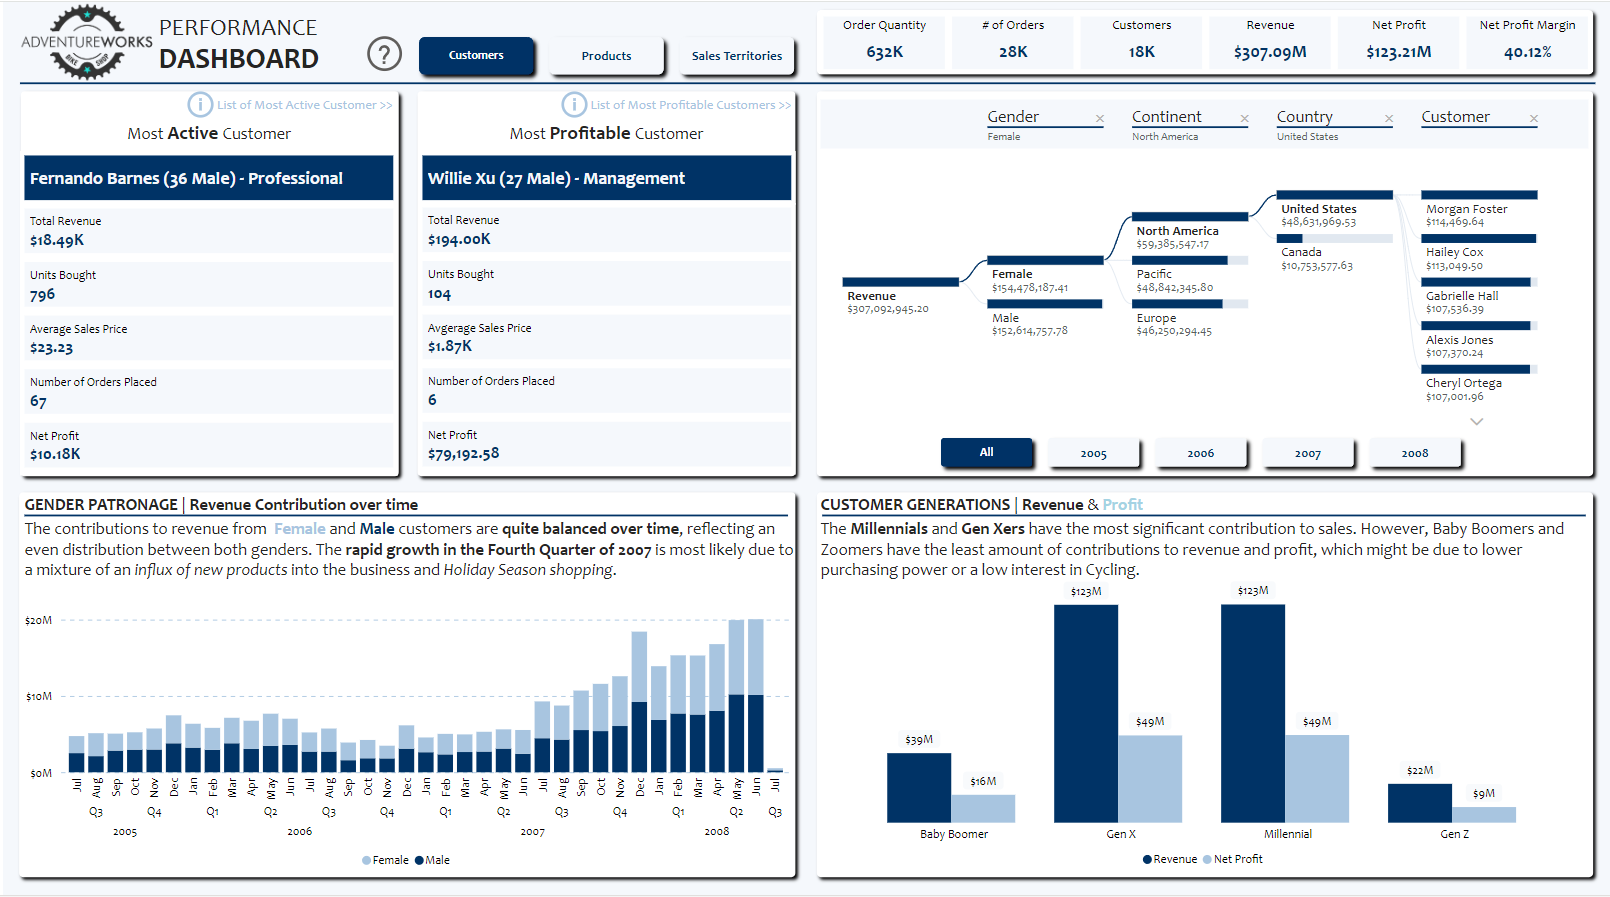 ADVENTUREWORKS
BIKE SHOP
PERFORMANCE
DASHBOARD
?
Customers
Products
Sales Territories
Order Quantity
632K
# of Orders
28K
Customers
18K
Revenue
$307.09M
Net Profit
$123.21M
Net Profit Margin
40.12%
List of Most Active Customer >>
Most Active Customer
Fernando Barnes (36 Male) - Professional
Total Revenue
$18.49K
Units Bought
796
Average Sales Price
$23.23
Number of Orders Placed
67
Net Profit
$10.18K
List of Most Profitable Customers >>
Most Profitable Customer
Willie Xu (27 Male) - Management
Total Revenue
$194.00K
Units Bought
104
Avgerage Sales Price
$1.87K
Number of Orders Placed
6
Net Profit
$79,192.58
Gender
Female
Continent
North America
Country
United States
Customer
Revenue
$307,092,945.20
Female
$154,478,187.41
Male
$152,614,757.78
North America
$59,385,547.17
Pacific
$48,842,345.80
Europe
$46,250,294.45
United States
$48,631,969.53
Canada
$10,753,577.63
Morgan Foster
$114,469.64
Hailey Cox
$113,049.50
Gabrielle Hall
$107,536.39
Alexis Jones
$107,370.24
Cheryl Ortega
$107,001.96
All
2005
2006
2007
2008
GENDER PATRONAGE | Revenue Contribution over time
The contributions to revenue from Female and Male customers are quite balanced over time, reflecting an
even distribution between both genders. The rapid growth in the Fourth Quarter of 2007 is most likely due to
a mixture of an influx of new products into the business and Holiday Season shopping.
$20M
$10M
$0M
Jul Aug Sep Oct Nov Dec Jan Feb Mar Apr May Jun Jul Aug Sep Oct Nov Dec Jan Feb Mar Apr May Jun Jul Aug Sep Oct Nov Dec Jan Feb Mar Apr May Jun Jul
Q3 Q4 Q1 Q2 Q3 Q4 Q1 Q2 Q3 Q4 Q1 Q2 Q3
2005 2006 2007 2008
Female Male
CUSTOMER GENERATIONS | Revenue & Profit
The Millennials and Gen Xers have the most significant contribution to sales. However, Baby Boomers and
Zoomers have the least amount of contributions to revenue and profit, which might be due to lower
purchasing power or a low interest in Cycling.
$39M
$16M
$123M
$49M
$123M
$49M
$22M
$9M
Baby Boomer
Gen X
Millennial
Gen Z
Revenue Net Profit